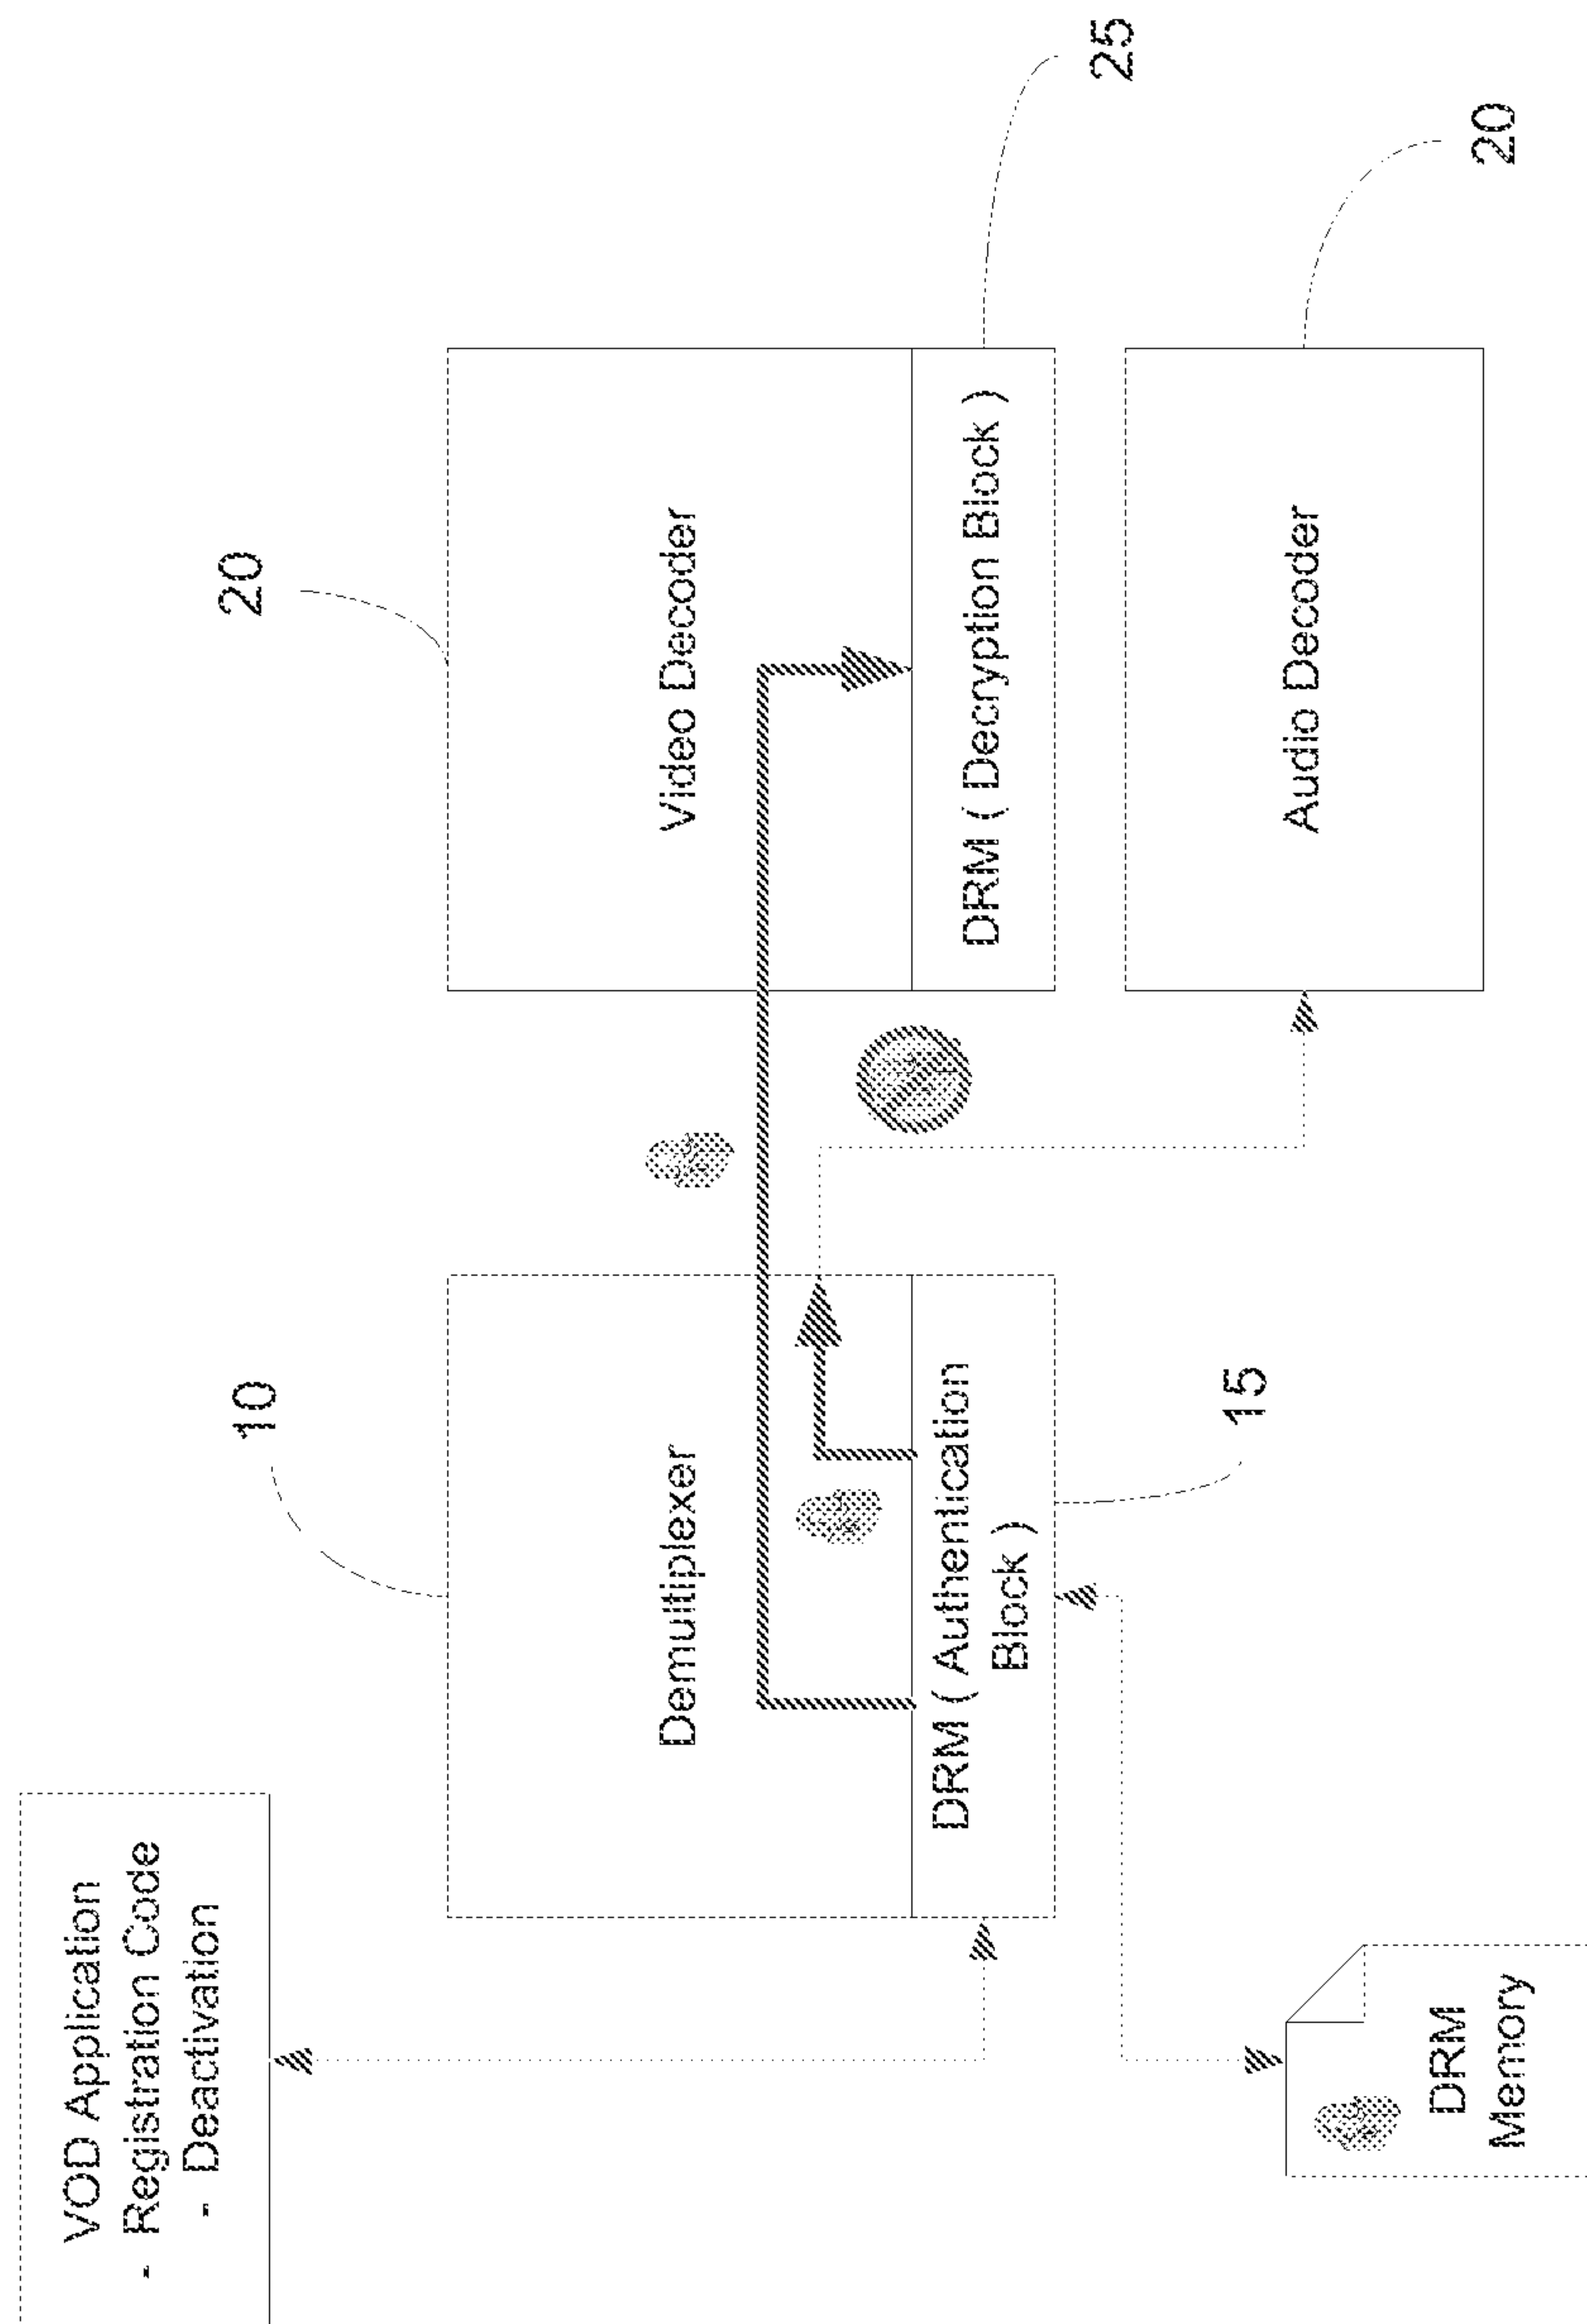 VOD Application
- Registration Code
- Deactivation
10
Demultiplexer
DRM ( Authentication
Block )
15
DRM
Memory
20
Video Decoder
DRM ( Decryption Block )
25
Audio Decoder
20